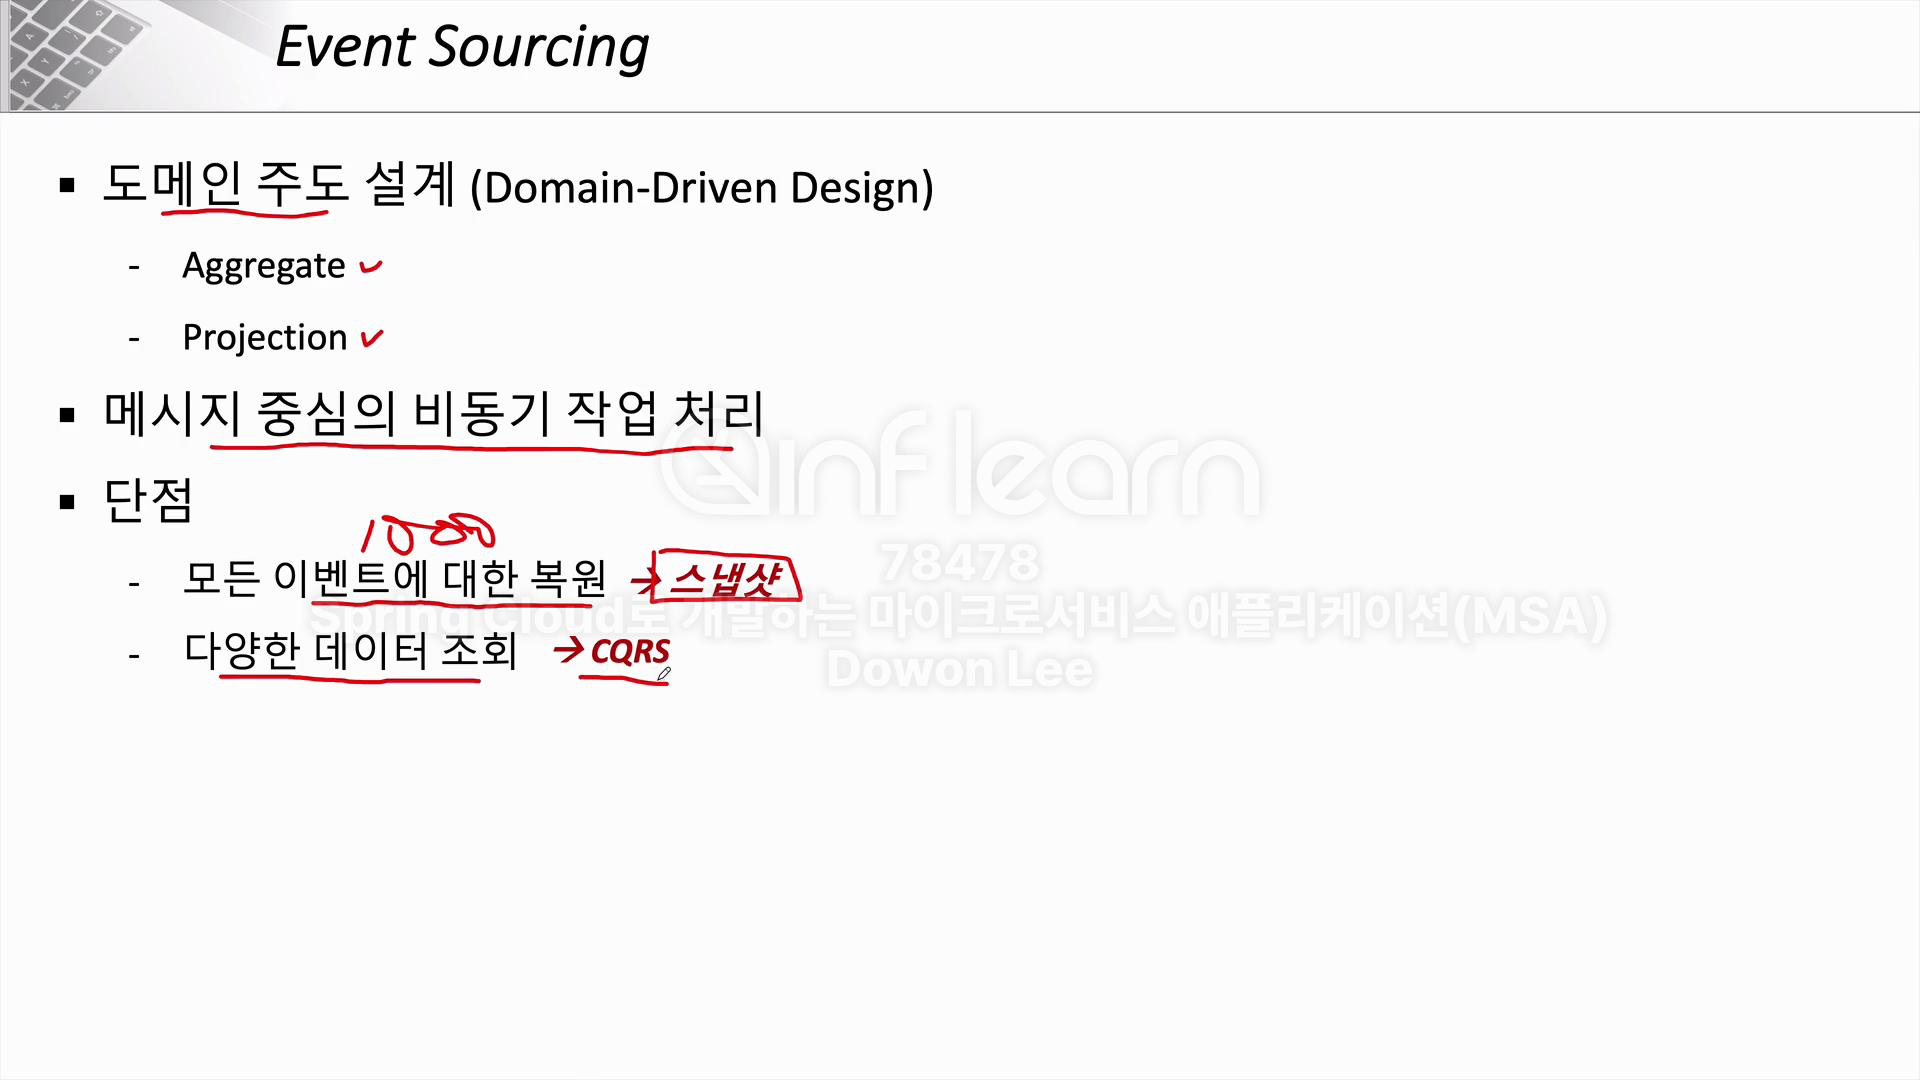 Event Sourcing
▪ 도메인 주도 설계 (Domain-Driven Design)
- Aggregate
- Projection
▪ 메시지 중심의 비동기 작업 처리
▪ 단점
- 모든 이벤트에 대한 복원 → 스냅샷
- 다양한 데이터 조회 → CQRS
inflearn
78478
Spring Cloud로 개발하는 마이크로서비스 애플리케이션(MSA)
Dowon Lee